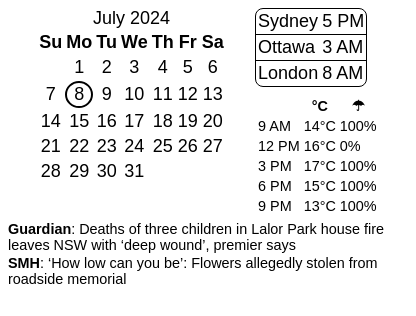 July 2024
Su Mo Tu We Th Fr Sa
1 2 3 4 5 6
7 8 9 10 11 12 13
14 15 16 17 18 19 20
21 22 23 24 25 26 27
28 29 30 31
Sydney 5 PM
Ottawa 3 AM
London 8 AM
°C ☂
9 AM 14°C 100%
12 PM 16°C 0%
3 PM 17°C 100%
6 PM 15°C 100%
9 PM 13°C 100%
Guardian: Deaths of three children in Lalor Park house fire
leaves NSW with ‘deep wound’, premier says
SMH: ‘How low can you be’: Flowers allegedly stolen from
roadside memorial